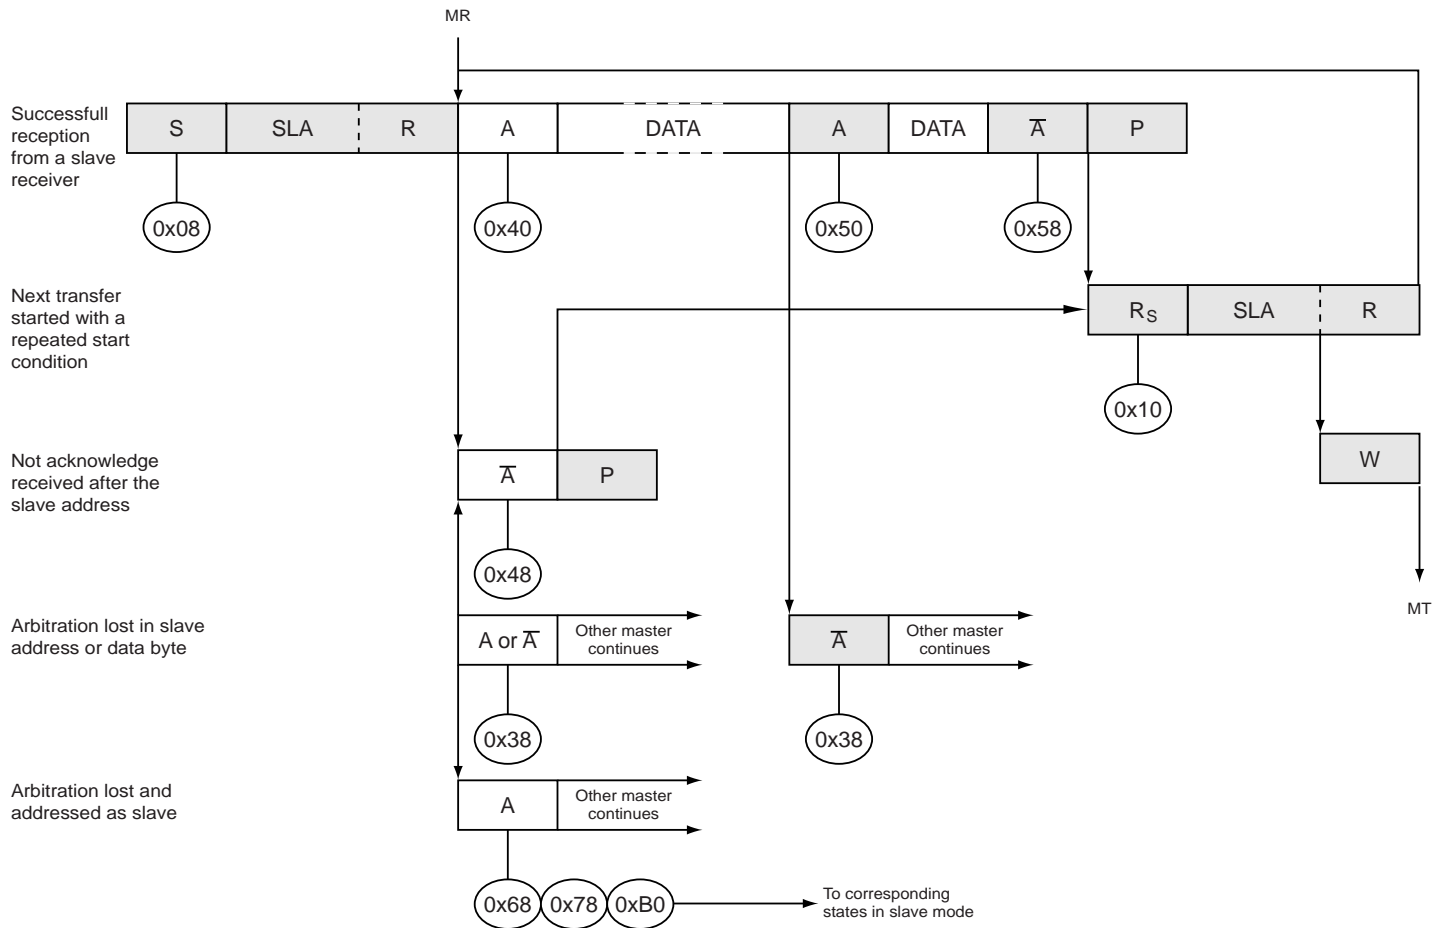 MR
Successfull
reception
from a slave
receiver
S SLA R A DATA A DATA A̅ P
0x08 0x40 0x50 0x58
Next transfer
started with a
repeated start
condition
RS SLA R
0x10
Not acknowledge
received after the
slave address
A̅ P
W
0x48
MT
Arbitration lost in slave
address or data byte
A or A̅ Other master
continues
A̅ Other master
continues
0x38 0x38
Arbitration lost and
addressed as slave
A Other master
continues
0x68 0x78 0xB0
To corresponding
states in slave mode